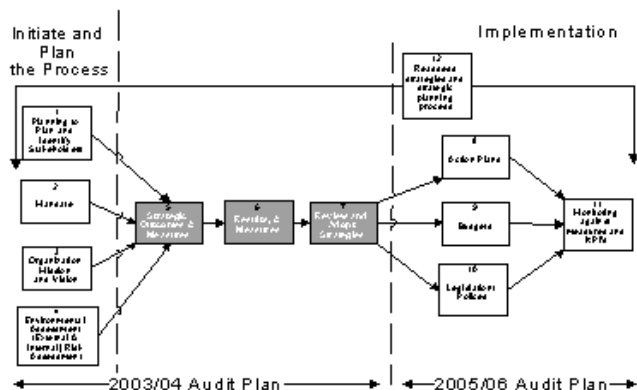 Initiate and
Plan
the Process
Implementation
12
Reassess
strategies and
strategic
planning
process
1
Planning to
Plan and
Identify
Stakeholders
2
Mandate
3
Organization
Mission
and Vision
4
Environmental
Assessment
(External &
Internal) Risk
Assessment
5
Strategic
Outcomes &
Measures
6
Results, &
Measures
7
Review and
Adopt
Strategies
8
Action Plans
9
Budgets
10
Legislation/
Policies
11
Monitoring
against
Measures and
KPIs
2003/04 Audit Plan
2005/06 Audit Plan